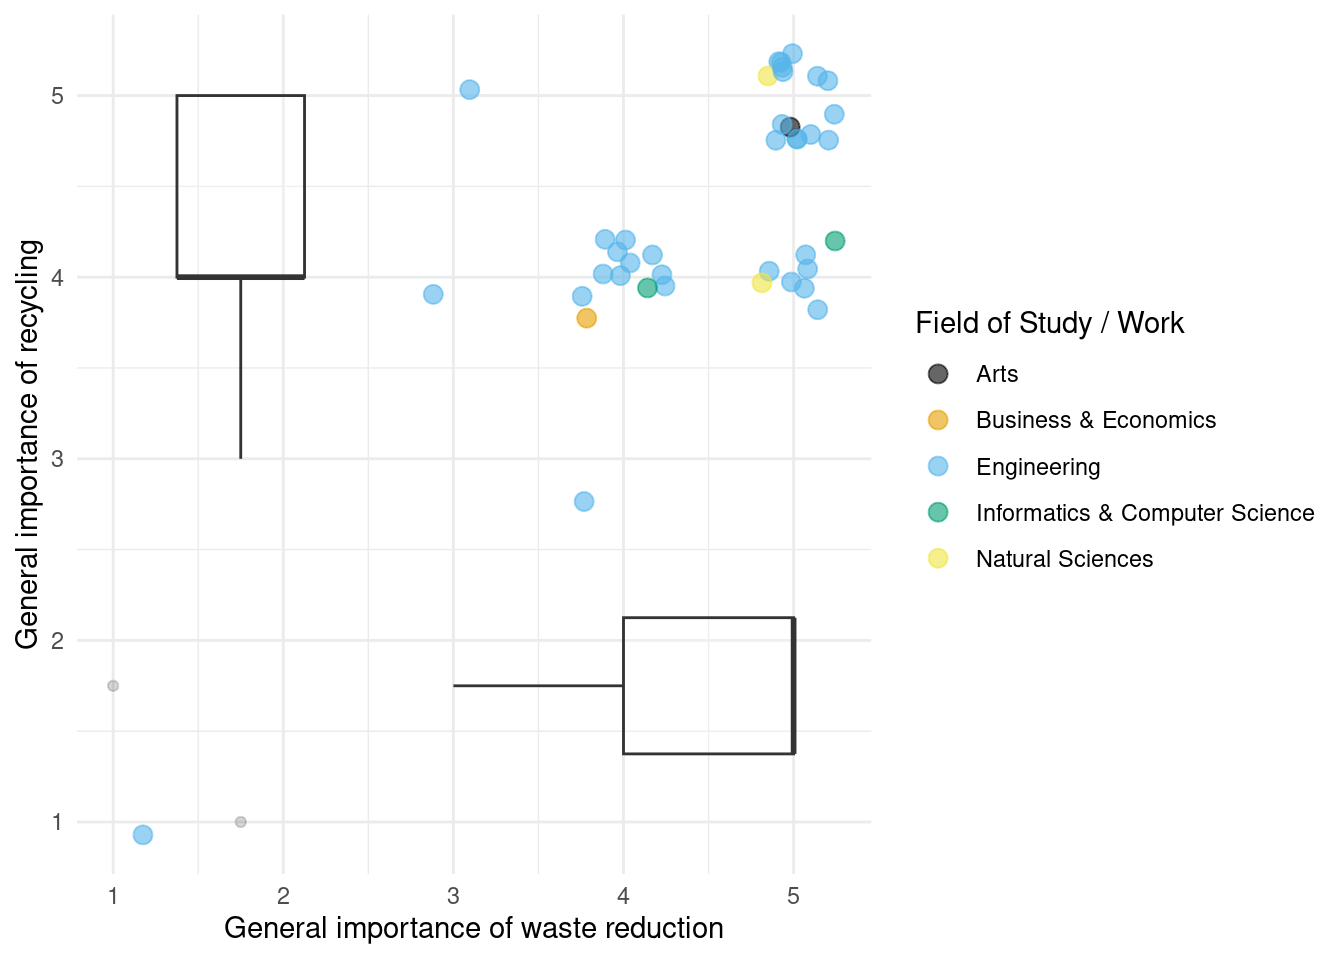 General importance of recycling
5
4
3
2
1
1 2 3 4 5
General importance of waste reduction
Field of Study / Work
Arts
Business & Economics
Engineering
Informatics & Computer Science
Natural Sciences